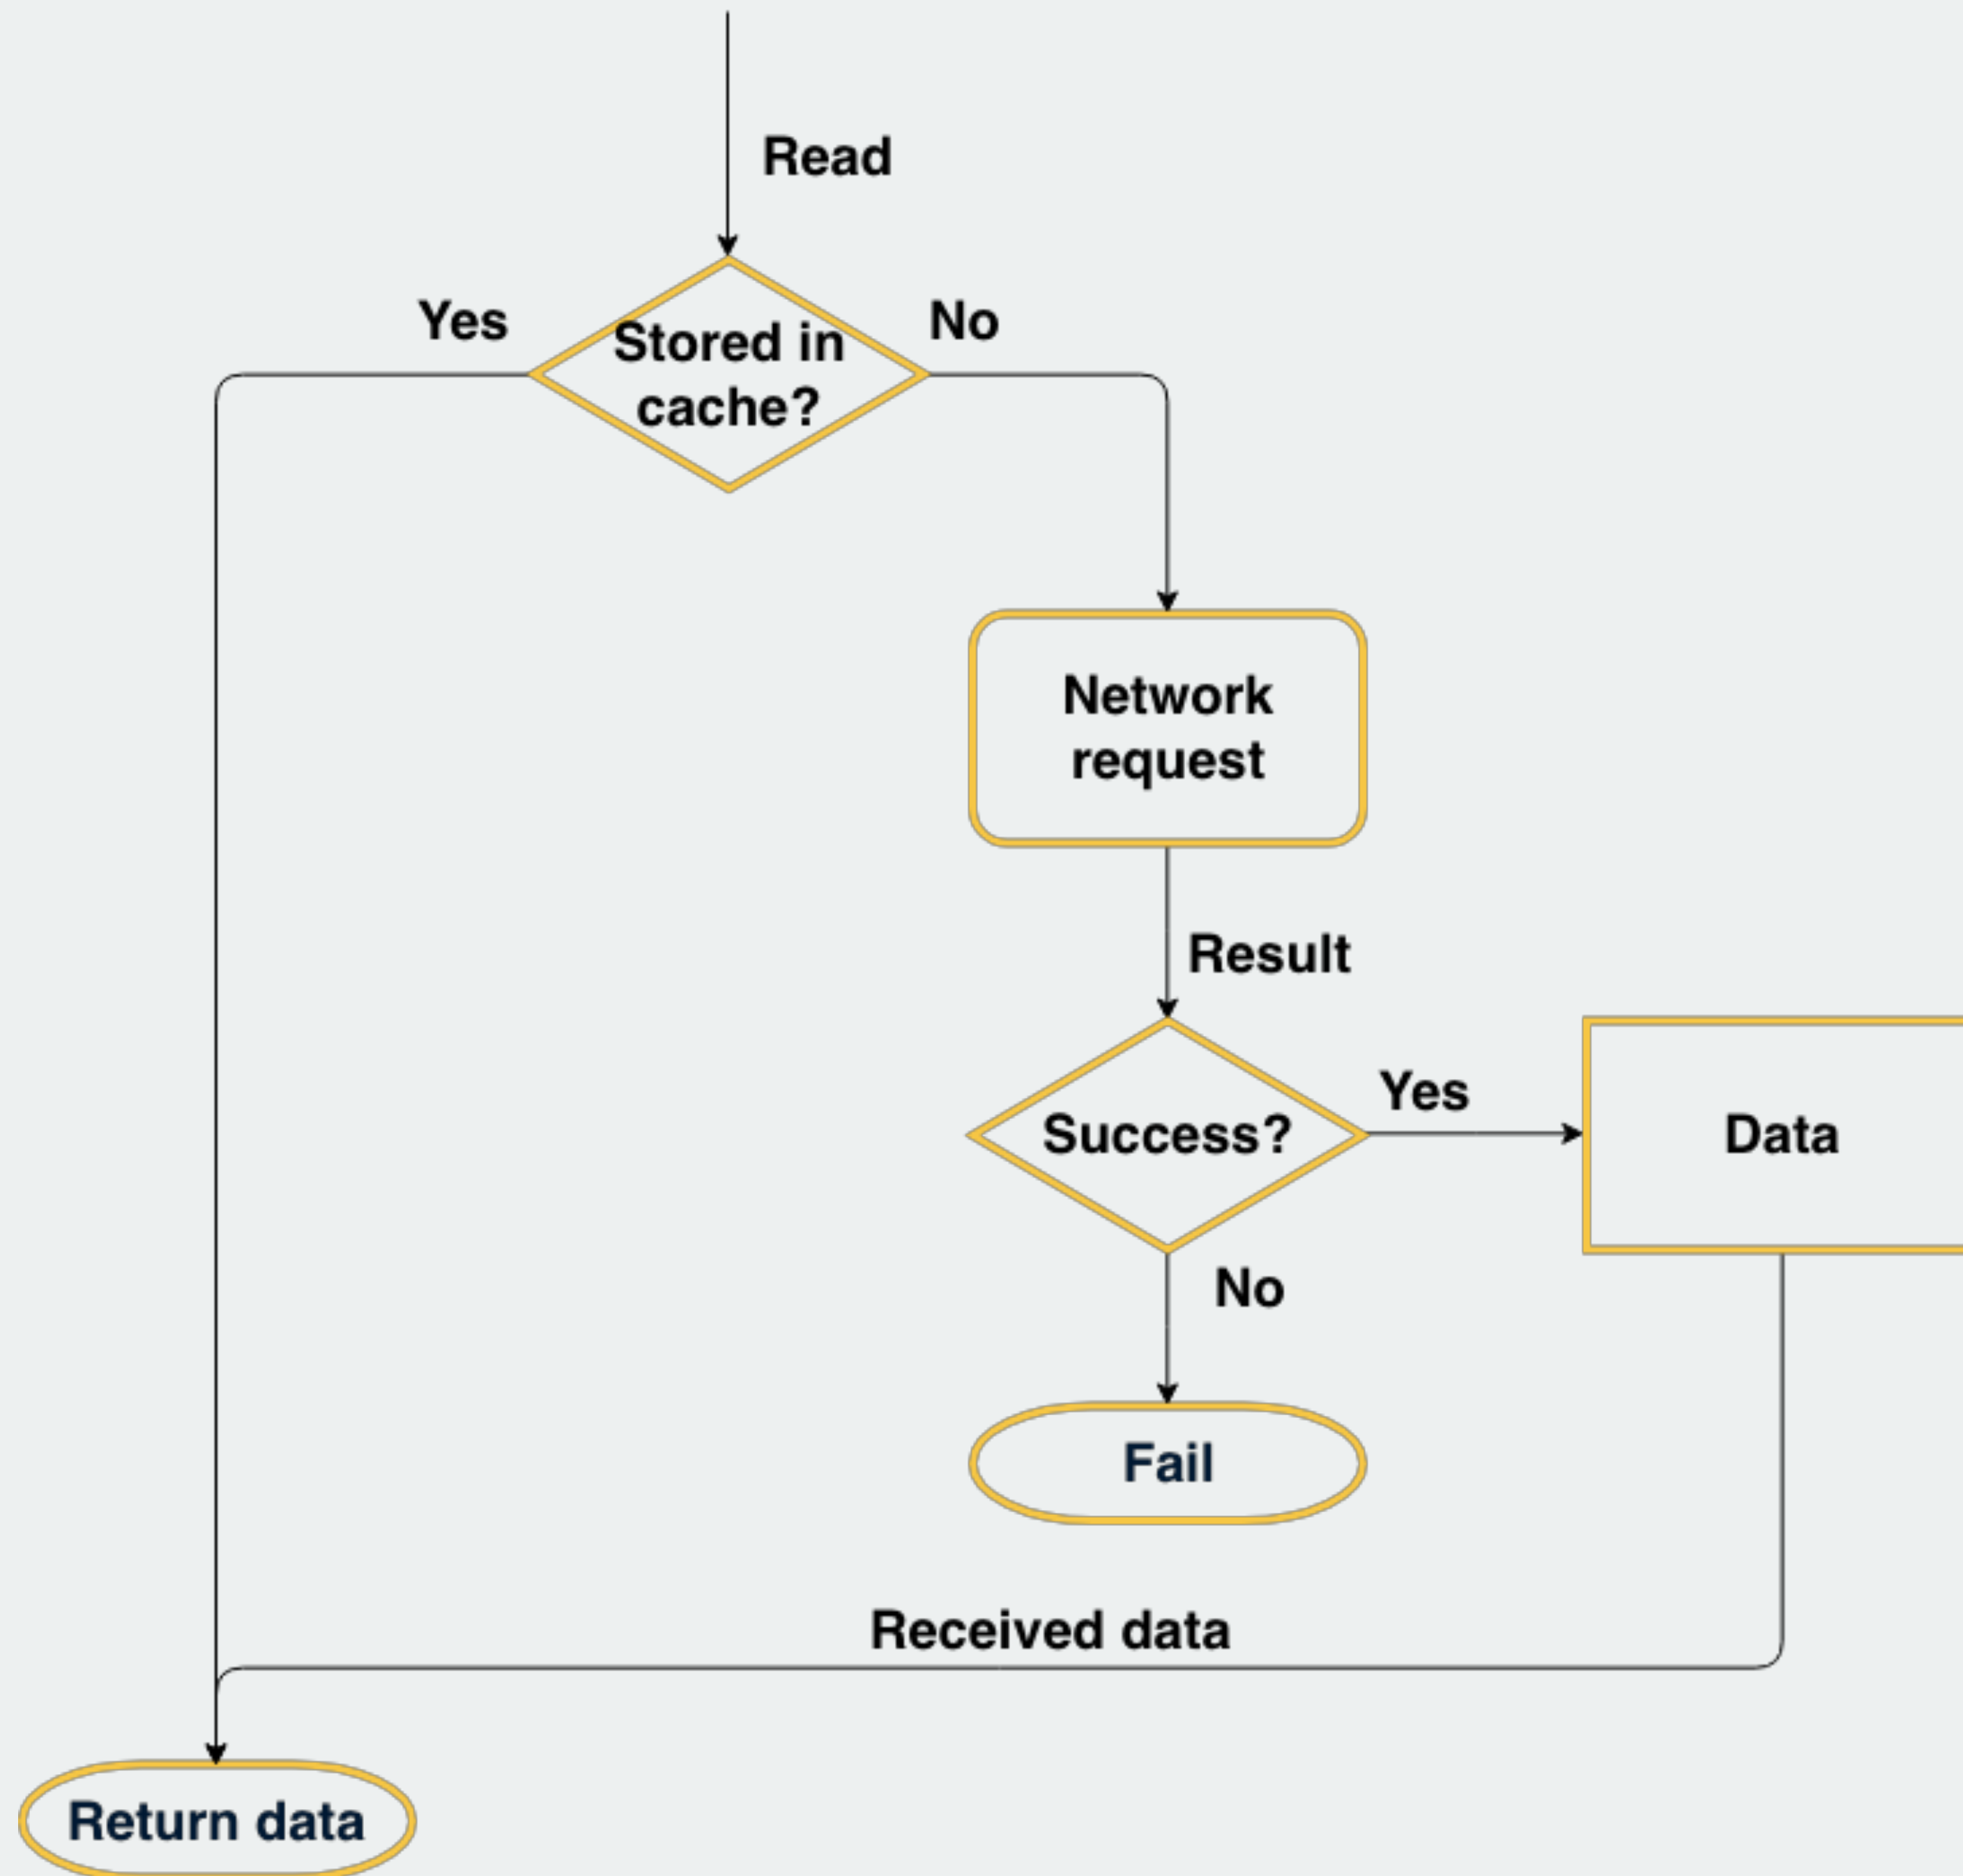 Read
Yes
No
Stored in
cache?
Network
request
Result
Yes
Success?
Data
No
Fail
Received data
Return data